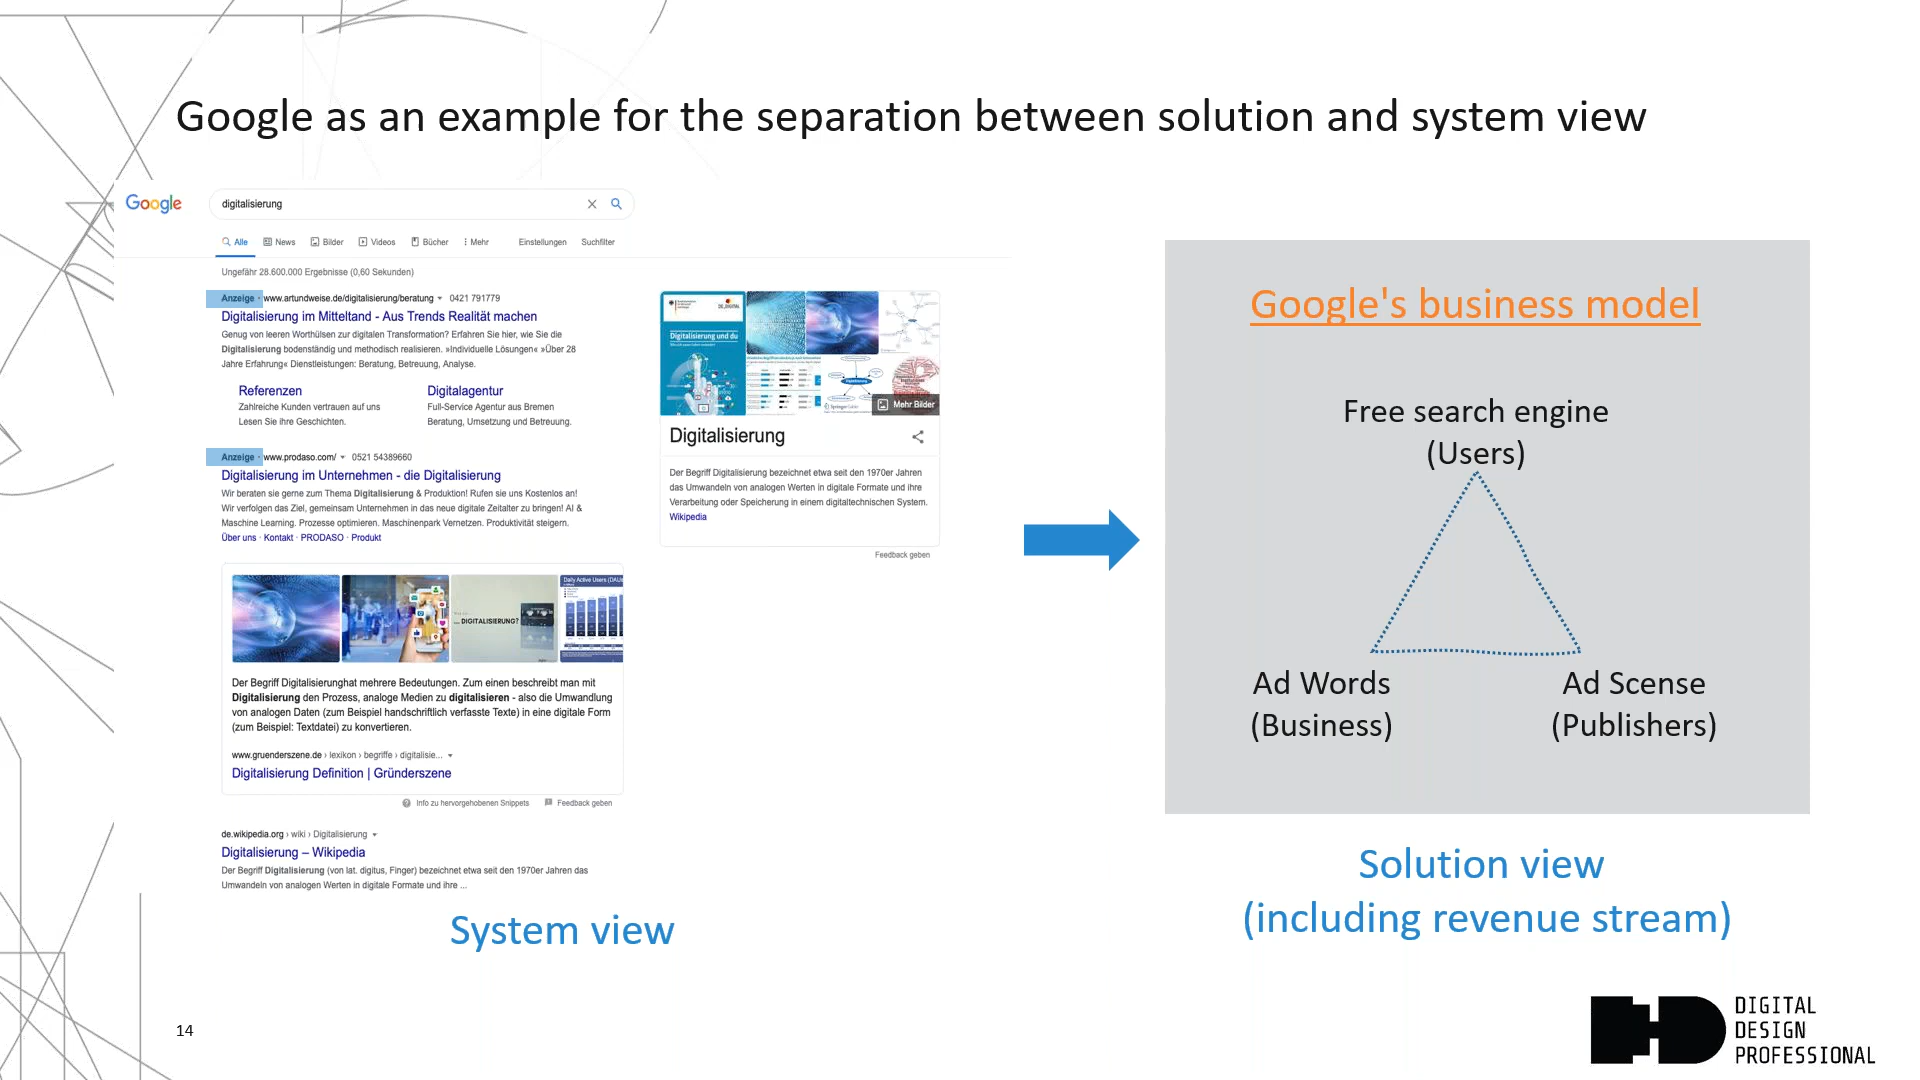 Google as an example for the separation between solution and system view
Google
digitalisierung
Alle News Bilder Videos Bücher Mehr Einstellungen Suchfilter
Ungefähr 28.600.000 Ergebnisse (0,60 Sekunden)
Anzeige · www.artundweise.de/digitalisierung/beratung 0421 791779
Digitalisierung im Mitteltand - Aus Trends Realität machen
Genug von leeren Worthülsen zur digitalen Transformation? Erfahren Sie hier, wie Sie die
Digitalisierung bodenständig und methodisch realisieren. »Individuelle Lösungen« »Über 28
Jahre Erfahrung« Dienstleistungen: Beratung, Betreuung, Analyse.
Referenzen
Zahlreiche Kunden vertrauen auf uns
Lesen Sie ihre Geschichten.
Digitalagentur
Full-Service Agentur aus Bremen
Beratung, Umsetzung und Betreuung.
Anzeige · www.prodaso.com/ 0521 54389660
Digitalisierung im Unternehmen - die Digitalisierung
Wir beraten sie gerne zum Thema Digitalisierung & Produktion! Rufen sie uns Kostenlos an!
Wir verfolgen das Ziel, gemeinsam Unternehmen in das neue digitale Zeitalter zu bringen! AI &
Machine Learning. Prozesse optimieren. Maschinenpark Vernetzen. Produktivität steigern.
Über uns · Kontakt · PRODASO · Produkt
... DIGITALISIERUNG?
Daily Active Users (DAUs
Der Begriff Digitalisierunghat mehrere Bedeutungen. Zum einen beschreibt man mit
Digitalisierung den Prozess, analoge Medien zu digitalisieren - also die Umwandlung
von analogen Daten (zum Beispiel handschriftlich verfasste Texte) in eine digitale Form
(zum Beispiel: Textdatei) zu konvertieren.
www.gruenderszene.de › lexikon › begriffe › digitalisie...
Digitalisierung Definition | Gründerszene
Info zu hervorgehobenen Snippets Feedback geben
de.wikipedia.org › wiki › Digitalisierung
Digitalisierung – Wikipedia
Der Begriff Digitalisierung (von lat. digitus, Finger) bezeichnet etwa seit den 1970er Jahren das
Umwandeln von analogen Werten in digitale Formate und ihre ...
Digitalisierung und du
Mehr Bilder
Digitalisierung
Der Begriff Digitalisierung bezeichnet etwa seit den 1970er Jahren
das Umwandeln von analogen Werten in digitale Formate und ihre
Verarbeitung oder Speicherung in einem digitaltechnischen System.
Wikipedia
Feedback geben
System view
Google's business model
Free search engine
(Users)
Ad Words
(Business)
Ad Scense
(Publishers)
Solution view
(including revenue stream)
14
DIGITAL
DESIGN
PROFESSIONAL